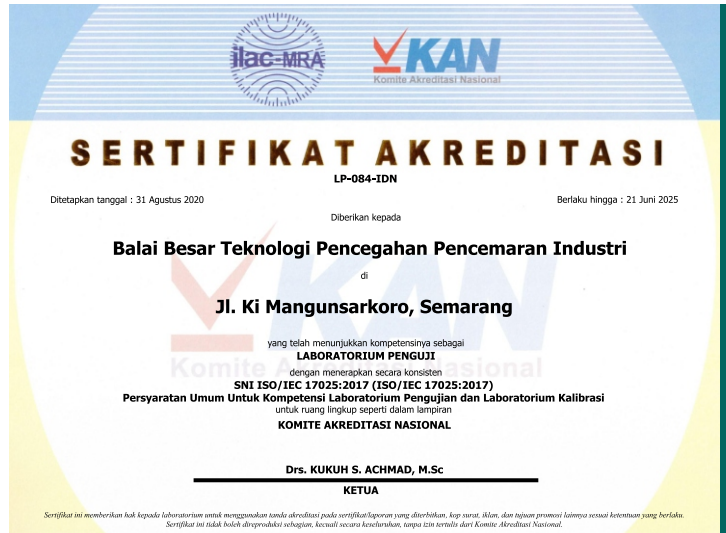 ilac-MRA
KAN
Komite Akreditasi Nasional
SERTIFIKAT AKREDITASI
LP-084-IDN
Ditetapkan tanggal : 31 Agustus 2020
Berlaku hingga : 21 Juni 2025
Diberikan kepada
Balai Besar Teknologi Pencegahan Pencemaran Industri
di
Jl. Ki Mangunsarkoro, Semarang
yang telah menunjukkan kompetensinya sebagai
LABORATORIUM PENGUJI
dengan menerapkan secara konsisten
SNI ISO/IEC 17025:2017 (ISO/IEC 17025:2017)
Persyaratan Umum Untuk Kompetensi Laboratorium Pengujian dan Laboratorium Kalibrasi
untuk ruang lingkup seperti dalam lampiran
KOMITE AKREDITASI NASIONAL
KAN
Komite Akreditasi Nasional
Drs. KUKUH S. ACHMAD, M.Sc
KETUA
Sertifikat ini memberikan hak kepada laboratorium untuk menggunakan tanda akreditasi pada sertifikat/laporan yang diterbitkan, kop surat, iklan, dan tujuan promosi lainnya sesuai ketentuan yang berlaku.
Sertifikat ini tidak boleh direproduksi sebagian, kecuali secara keseluruhan, tanpa izin tertulis dari Komite Akreditasi Nasional.